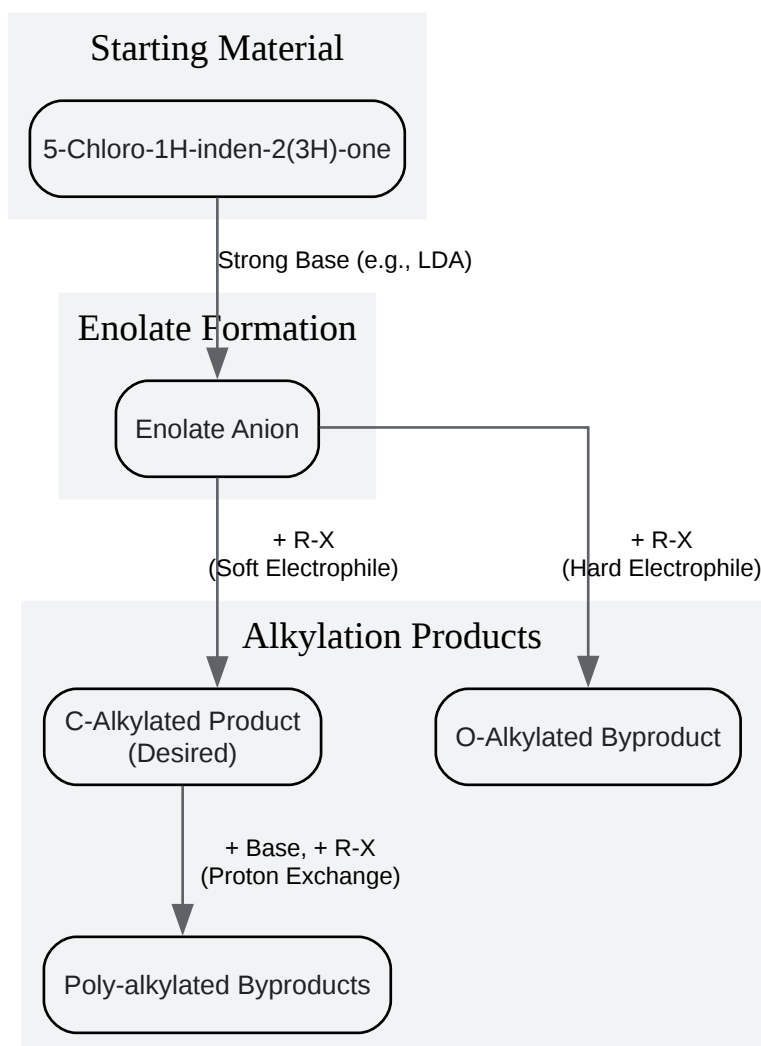 Starting Material
5-Chloro-1H-inden-2(3H)-one
Strong Base (e.g., LDA)
Enolate Formation
Enolate Anion
+ R-X
(Soft Electrophile)
+ R-X
(Hard Electrophile)
Alkylation Products
C-Alkylated Product
(Desired)
O-Alkylated Byproduct
+ Base, + R-X
(Proton Exchange)
Poly-alkylated Byproducts